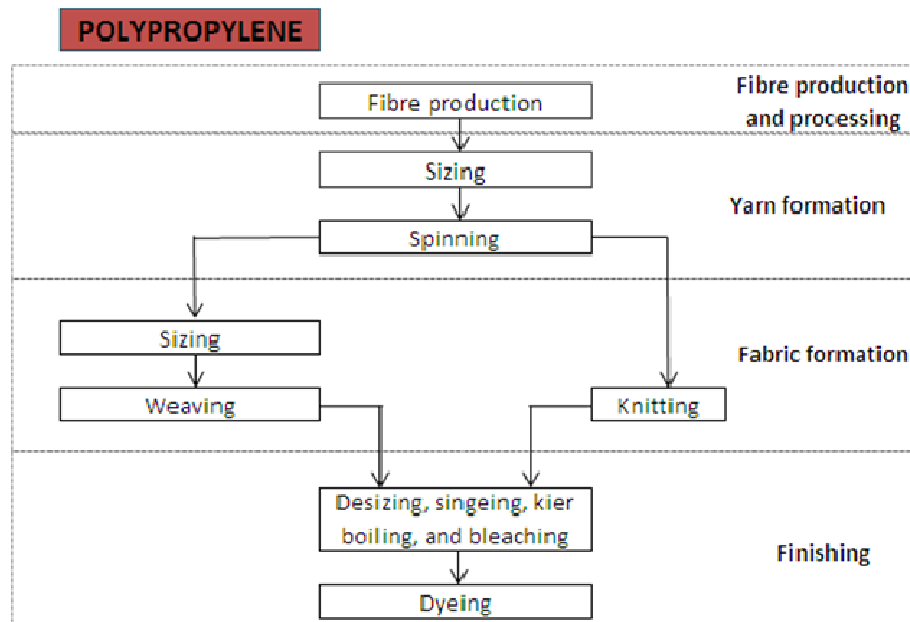 POLYPROPYLENE
Fibre production
Fibre production
and processing
Sizing
Yarn formation
Spinning
Sizing
Fabric formation
Weaving
Knitting
Desizing, singeing, kier
boiling, and bleaching
Finishing
Dyeing